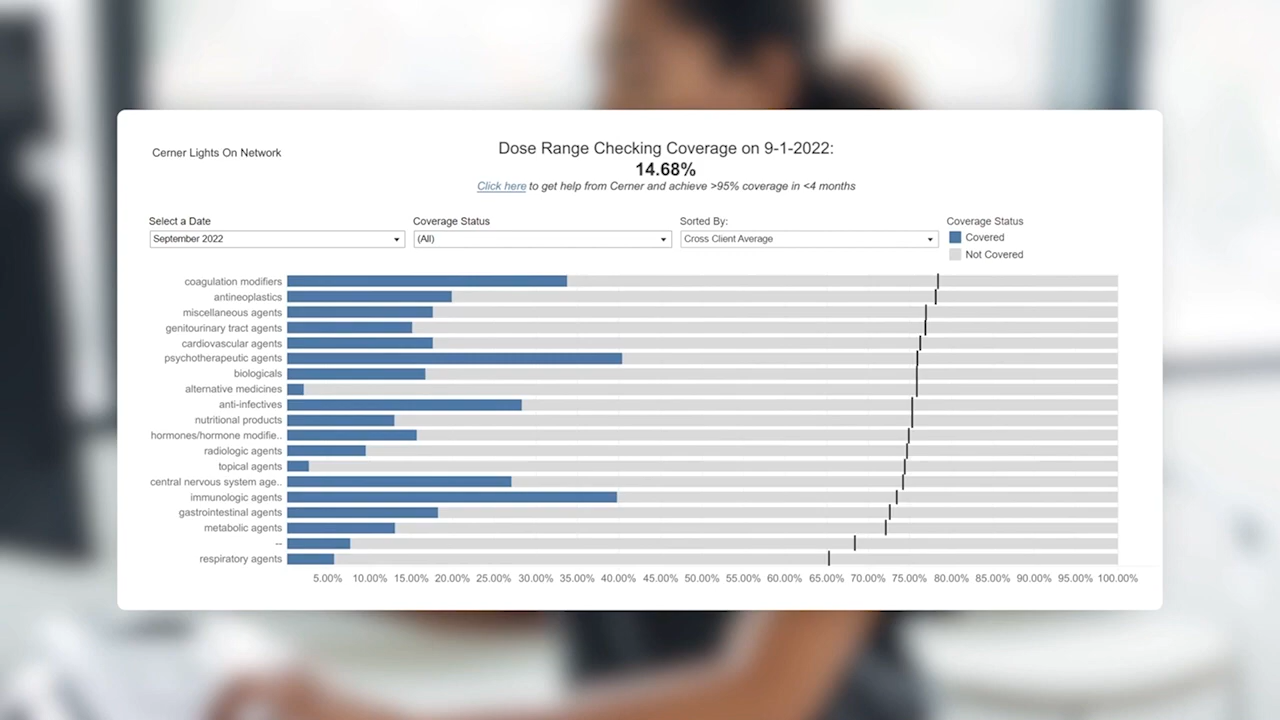 Cerner Lights On Network
Dose Range Checking Coverage on 9-1-2022:
14.68%
Click here to get help from Cerner and achieve >95% coverage in <4 months
Select a Date
Coverage Status
Sorted By:
Coverage Status
September 2022
(All)
Cross Client Average
Covered
Not Covered
coagulation modifiers
antineoplastics
miscellaneous agents
genitourinary tract agents
cardiovascular agents
psychotherapeutic agents
biologicals
alternative medicines
anti-infectives
nutritional products
hormones/hormone modifie..
radiologic agents
topical agents
central nervous system age..
immunologic agents
gastrointestinal agents
metabolic agents
--
respiratory agents
5.00% 10.00% 15.00% 20.00% 25.00% 30.00% 35.00% 40.00% 45.00% 50.00% 55.00% 60.00% 65.00% 70.00% 75.00% 80.00% 85.00% 90.00% 95.00% 100.00%